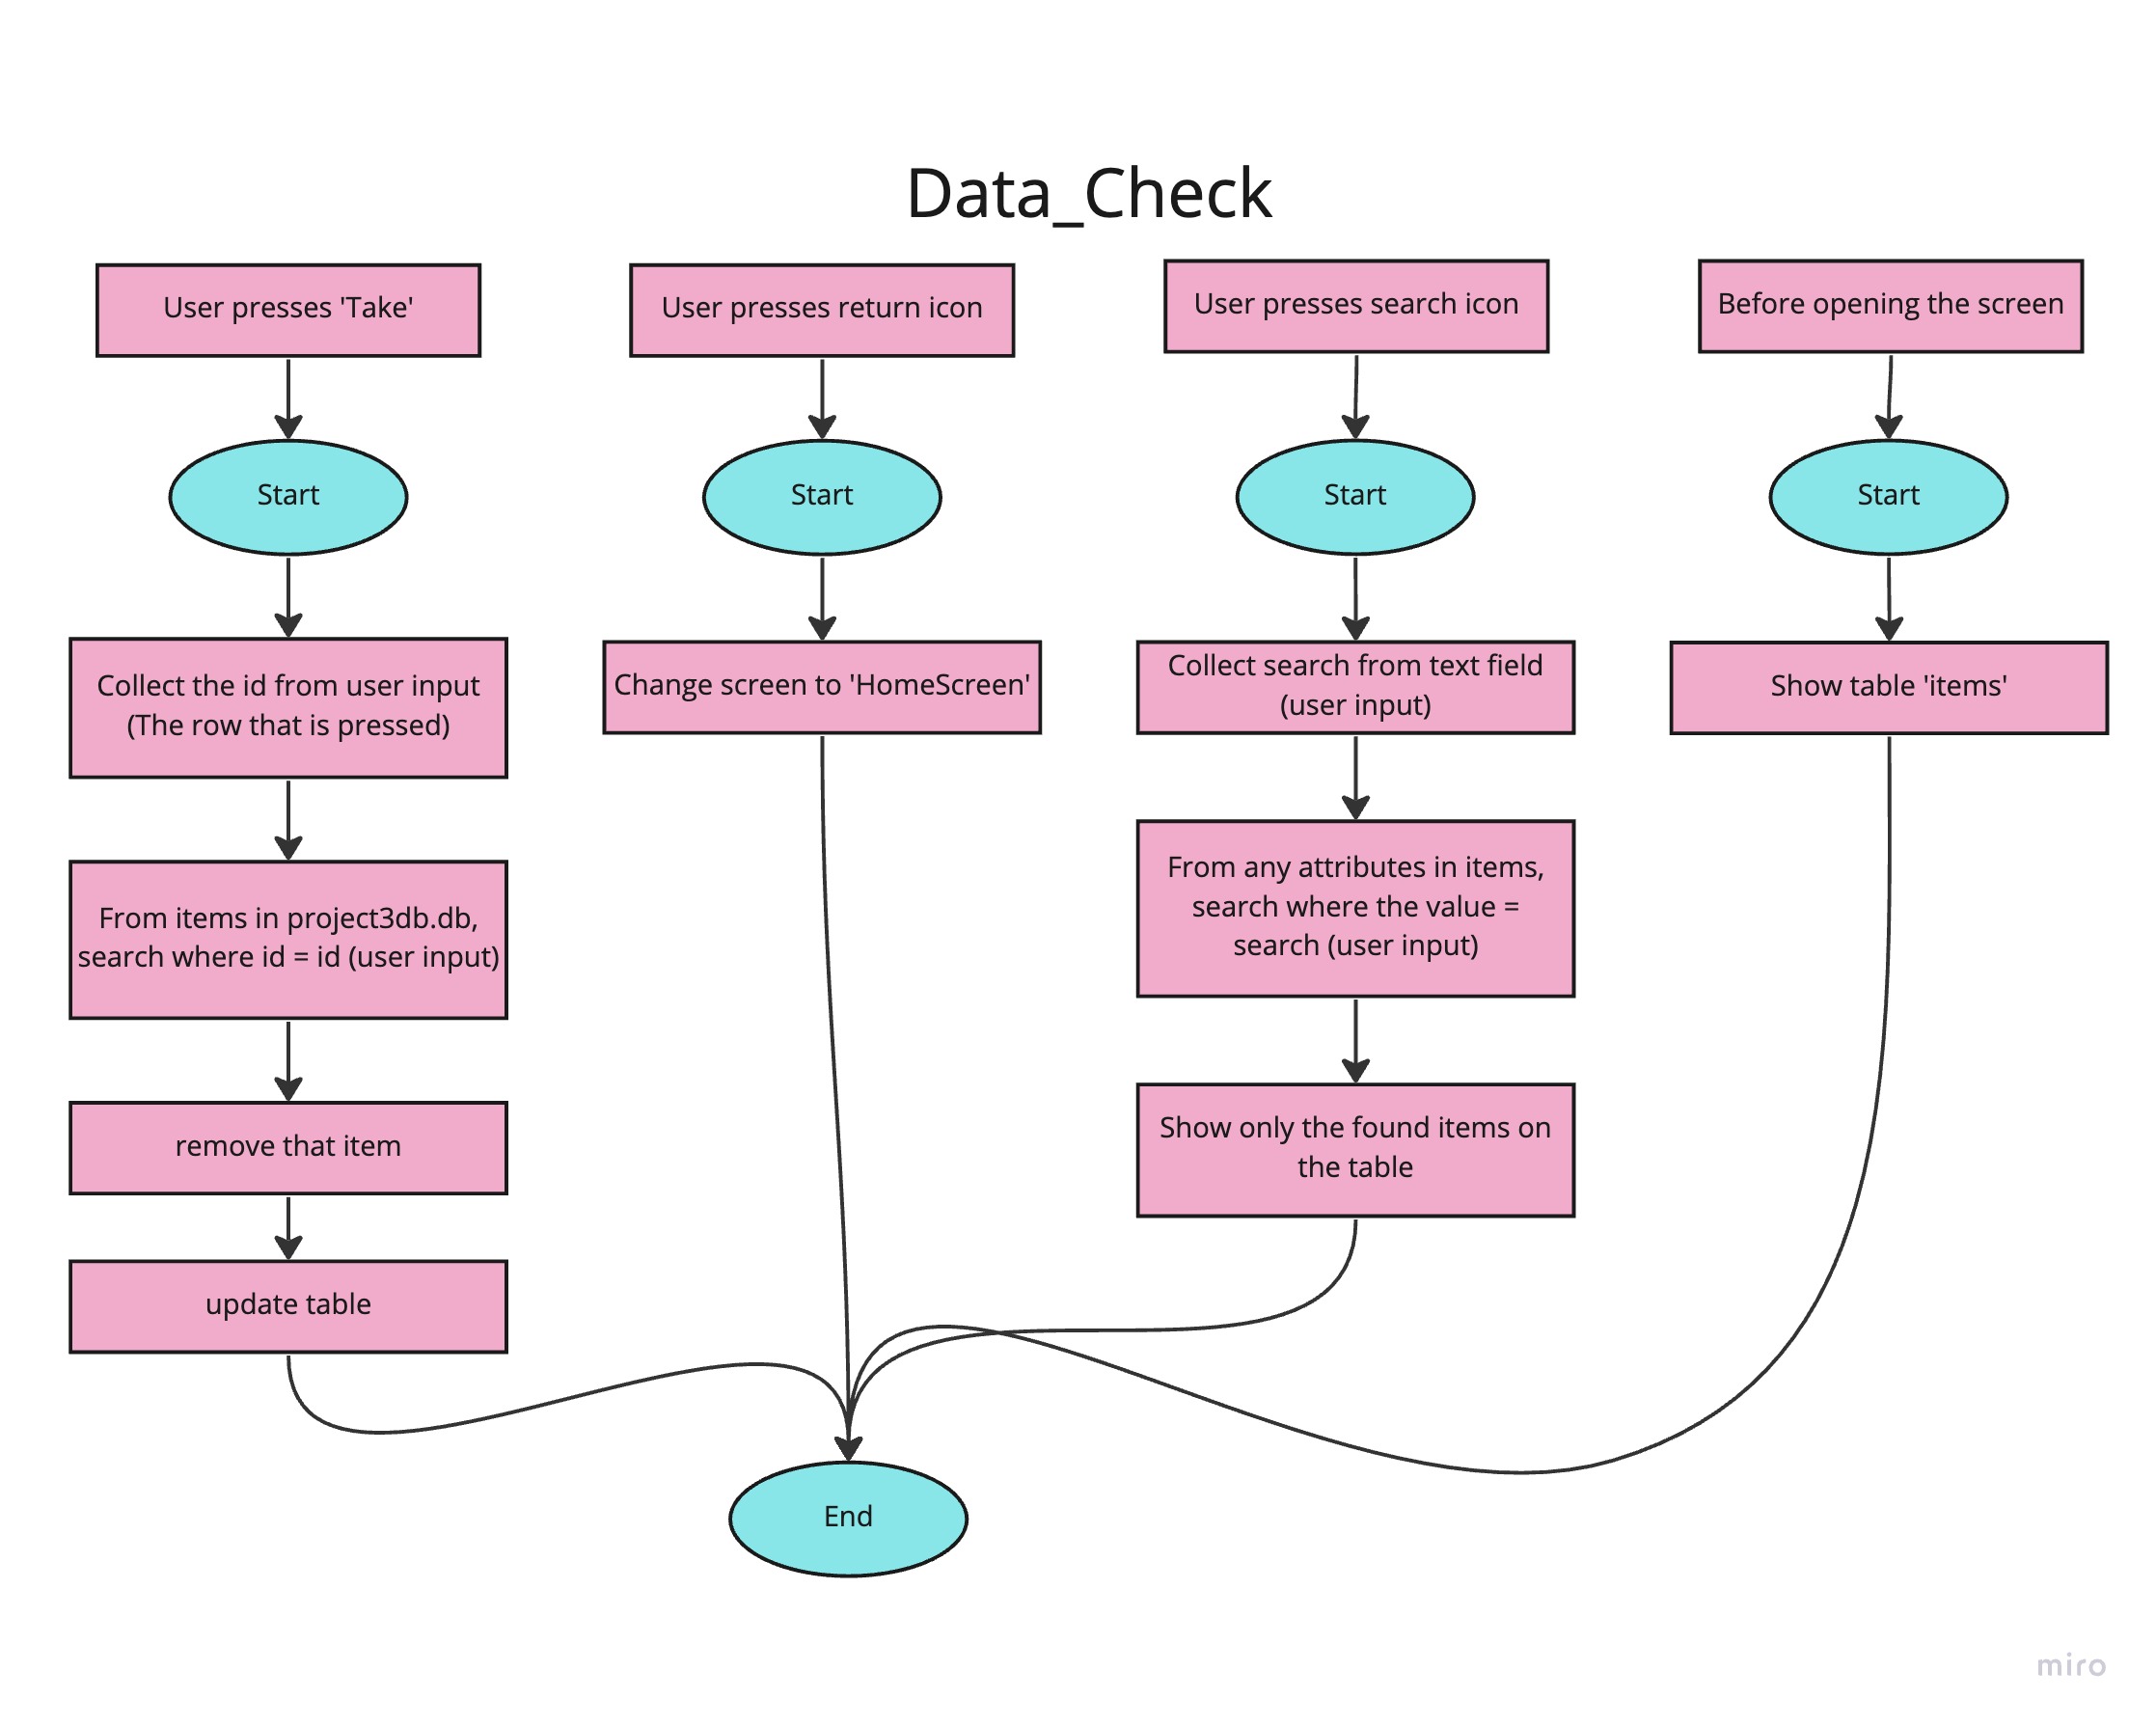 Data_Check
User presses 'Take'
User presses return icon
User presses search icon
Before opening the screen
Start
Start
Start
Start
Collect the id from user input
(The row that is pressed)
Change screen to 'HomeScreen'
Collect search from text field
(user input)
Show table 'items'
From items in project3db.db,
search where id = id (user input)
From any attributes in items,
search where the value =
search (user input)
remove that item
Show only the found items on
the table
update table
End
miro